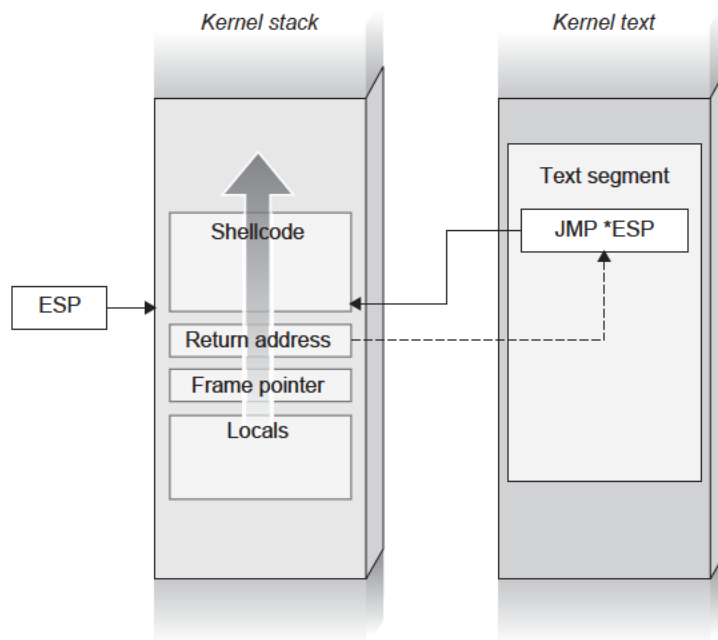 Kernel stack
Kernel text
Text segment
JMP *ESP
Shellcode
ESP
Return address
Frame pointer
Locals